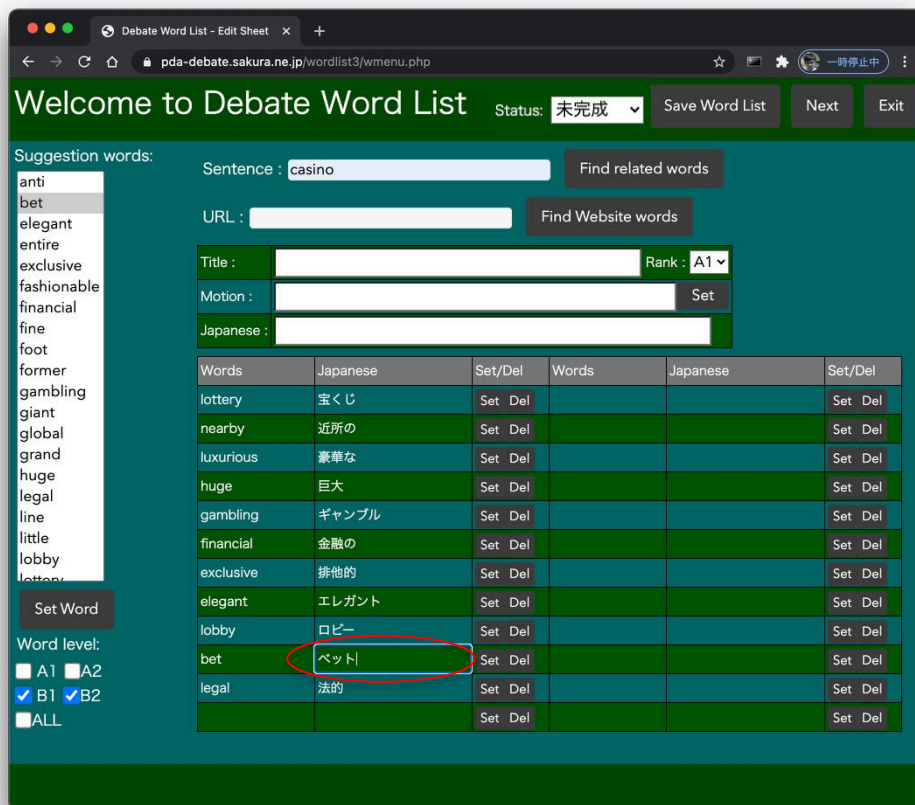 Debate Word List - Edit Sheet
pda-debate.sakura.ne.jp/wordlist3/wmenu.php
一時停止中
Welcome to Debate Word List Status: 未完成 Save Word List Next Exit
Suggestion words:
anti
bet
elegant
entire
exclusive
fashionable
financial
fine
foot
former
gambling
giant
global
grand
huge
legal
line
little
lobby
lottery
Set Word
Word level:
A1 A2
B1 B2
ALL
Sentence : casino Find related words
URL : Find Website words
Title : Rank : A1
Motion : Set
Japanese :
Words Japanese Set/Del Words Japanese Set/Del
lottery 宝くじ Set Del Set Del
nearby 近所の Set Del Set Del
luxurious 豪華な Set Del Set Del
huge 巨大 Set Del Set Del
gambling ギャンブル Set Del Set Del
financial 金融の Set Del Set Del
exclusive 排他的 Set Del Set Del
elegant エレガント Set Del Set Del
lobby ロビー Set Del Set Del
bet ベット Set Del Set Del
legal 法的 Set Del Set Del
Set Del Set Del